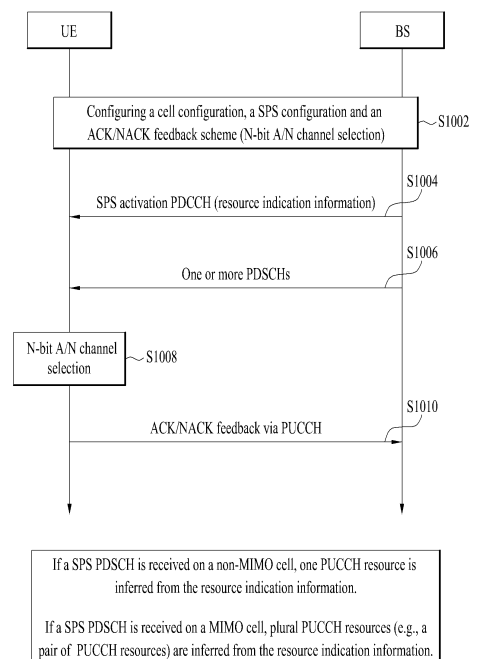 UE
BS
Configuring a cell configuration, a SPS configuration and an
ACK/NACK feedback scheme (N-bit A/N channel selection)
S1002
S1004
SPS activation PDCCH (resource indication information)
S1006
One or more PDSCHs
N-bit A/N channel
selection
S1008
S1010
ACK/NACK feedback via PUCCH
If a SPS PDSCH is received on a non-MIMO cell, one PUCCH resource is
inferred from the resource indication information.
If a SPS PDSCH is received on a MIMO cell, plural PUCCH resources (e.g., a
pair of PUCCH resources) are inferred from the resource indication information.